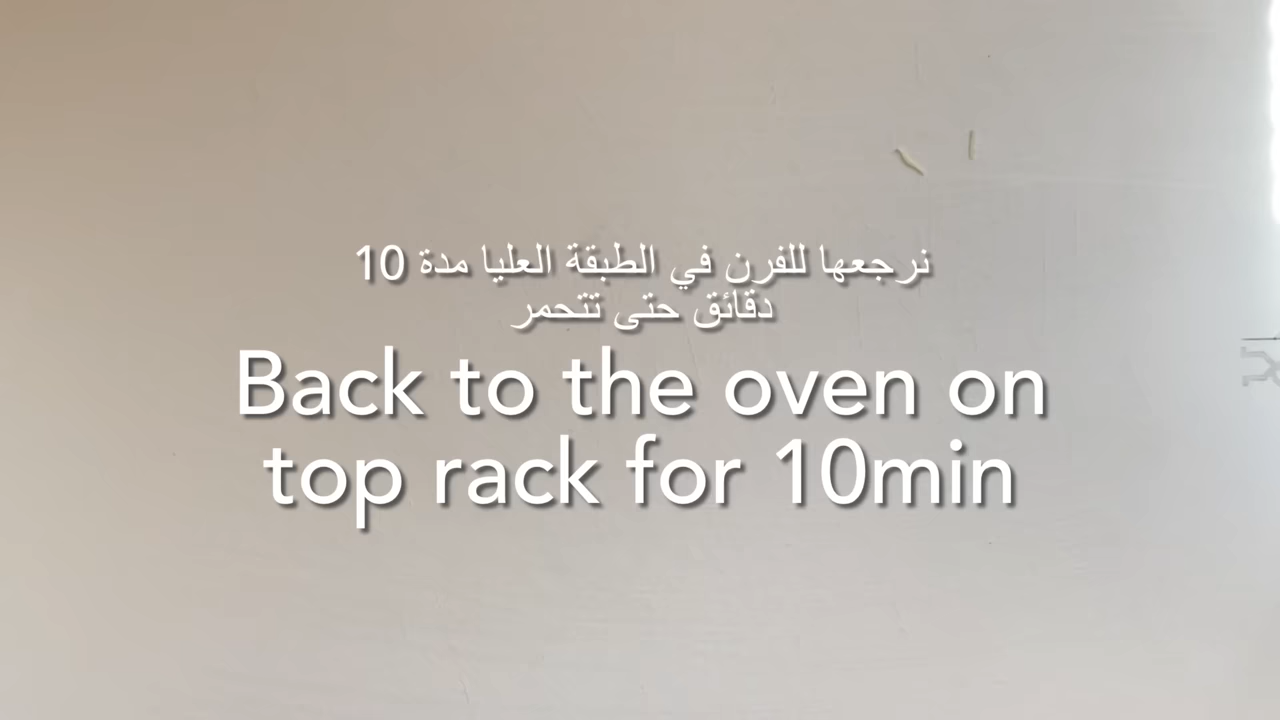 نرجعها للفرن في الطبقة العليا مدة 10
دقائق حتى تتحمر
Back to the oven on
top rack for 10min